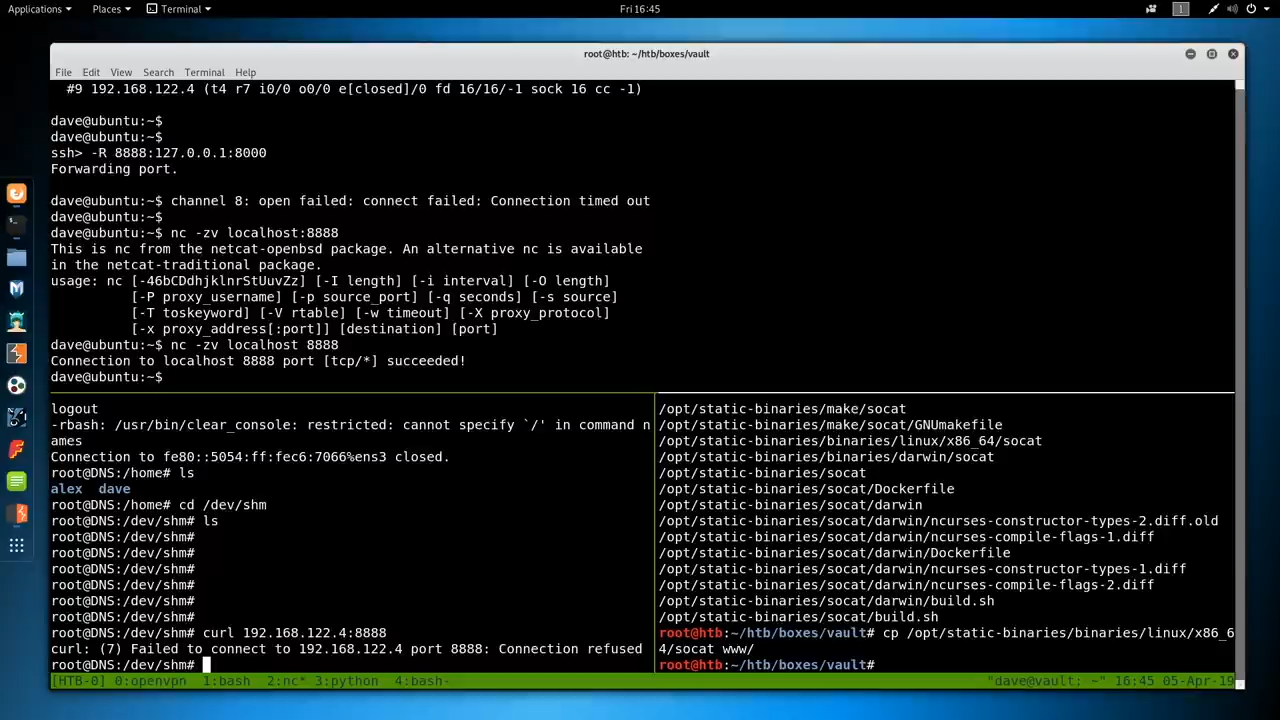 Applications Places Terminal Fri 16:45 1
root@htb: ~/htb/boxes/vault
File Edit View Search Terminal Help
#9 192.168.122.4 (t4 r7 i0/0 o0/0 e[closed]/0 fd 16/16/-1 sock 16 cc -1)
dave@ubuntu:~$
dave@ubuntu:~$
ssh> -R 8888:127.0.0.1:8000
Forwarding port.
dave@ubuntu:~$ channel 8: open failed: connect failed: Connection timed out
dave@ubuntu:~$
dave@ubuntu:~$ nc -zv localhost:8888
This is nc from the netcat-openbsd package. An alternative nc is available
in the netcat-traditional package.
usage: nc [-46bCDdhjklnrStUuvZz] [-I length] [-i interval] [-O length]
[-P proxy_username] [-p source_port] [-q seconds] [-s source]
[-T toskeyword] [-V rtable] [-w timeout] [-X proxy_protocol]
[-x proxy_address[:port]] [destination] [port]
dave@ubuntu:~$ nc -zv localhost 8888
Connection to localhost 8888 port [tcp/*] succeeded!
dave@ubuntu:~$
logout
-rbash: /usr/bin/clear_console: restricted: cannot specify `/' in command n
ames
Connection to fe80::5054:ff:fec6:7066%ens3 closed.
root@DNS:/home# ls
alex dave
root@DNS:/home# cd /dev/shm
root@DNS:/dev/shm# ls
root@DNS:/dev/shm#
root@DNS:/dev/shm#
root@DNS:/dev/shm#
root@DNS:/dev/shm#
root@DNS:/dev/shm#
root@DNS:/dev/shm#
root@DNS:/dev/shm# curl 192.168.122.4:8888
curl: (7) Failed to connect to 192.168.122.4 port 8888: Connection refused
root@DNS:/dev/shm#
/opt/static-binaries/make/socat
/opt/static-binaries/make/socat/GNUmakefile
/opt/static-binaries/binaries/linux/x86_64/socat
/opt/static-binaries/binaries/darwin/socat
/opt/static-binaries/socat
/opt/static-binaries/socat/Dockerfile
/opt/static-binaries/socat/darwin
/opt/static-binaries/socat/darwin/ncurses-constructor-types-2.diff.old
/opt/static-binaries/socat/darwin/ncurses-compile-flags-1.diff
/opt/static-binaries/socat/darwin/Dockerfile
/opt/static-binaries/socat/darwin/ncurses-constructor-types-1.diff
/opt/static-binaries/socat/darwin/ncurses-compile-flags-2.diff
/opt/static-binaries/socat/darwin/build.sh
/opt/static-binaries/socat/build.sh
root@htb:~/htb/boxes/vault# cp /opt/static-binaries/binaries/linux/x86_6
4/socat www/
root@htb:~/htb/boxes/vault#
[HTB-0] 0:openvpn 1:bash 2:nc* 3:python 4:bash- "dave@vault; ~" 16:45 05-Apr-19